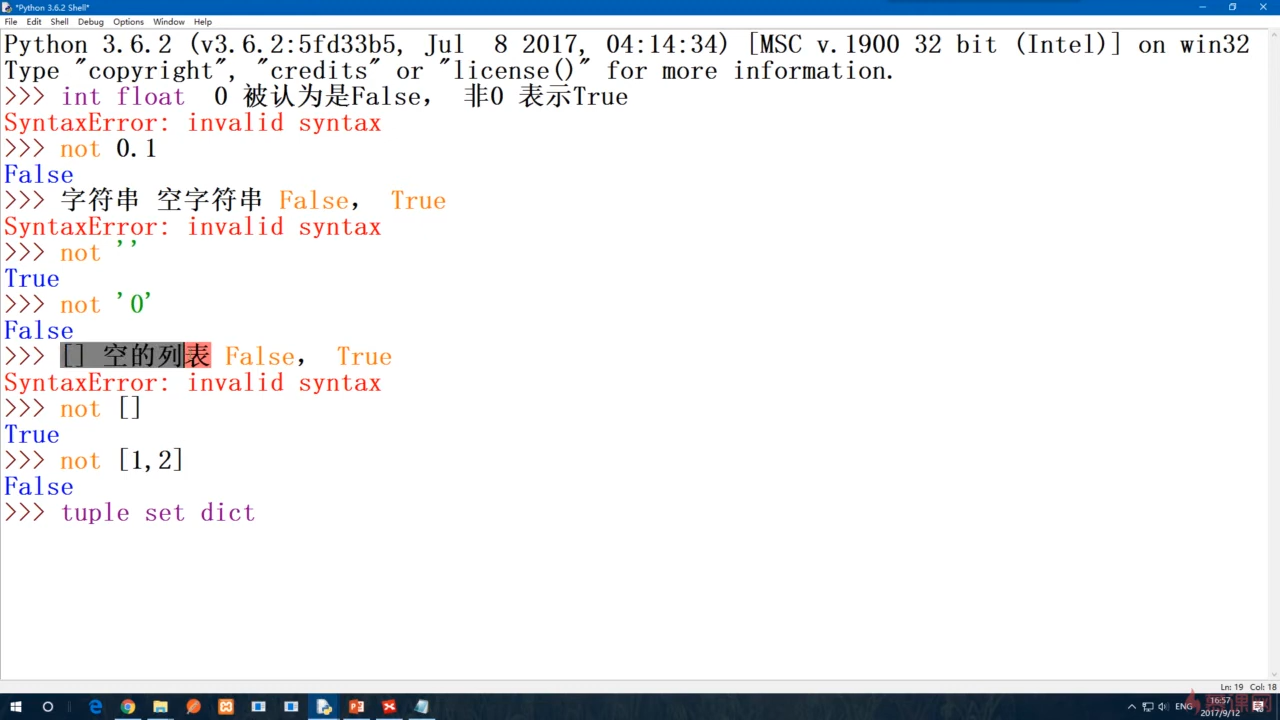 *Python 3.6.2 Shell*
File Edit Shell Debug Options Window Help
Python 3.6.2 (v3.6.2:5fd33b5, Jul  8 2017, 04:14:34) [MSC v.1900 32 bit (Intel)] on win32
Type "copyright", "credits" or "license()" for more information.
>>> int float  0 被认为是False， 非0 表示True
SyntaxError: invalid syntax
>>> not 0.1
False
>>> 字符串 空字符串 False， True
SyntaxError: invalid syntax
>>> not ''
True
>>> not '0'
False
>>> [] 空的列表 False， True
SyntaxError: invalid syntax
>>> not []
True
>>> not [1,2]
False
>>> tuple set dict
Ln: 19 Col: 18
ENG
16:57
2017/9/12
慕课网